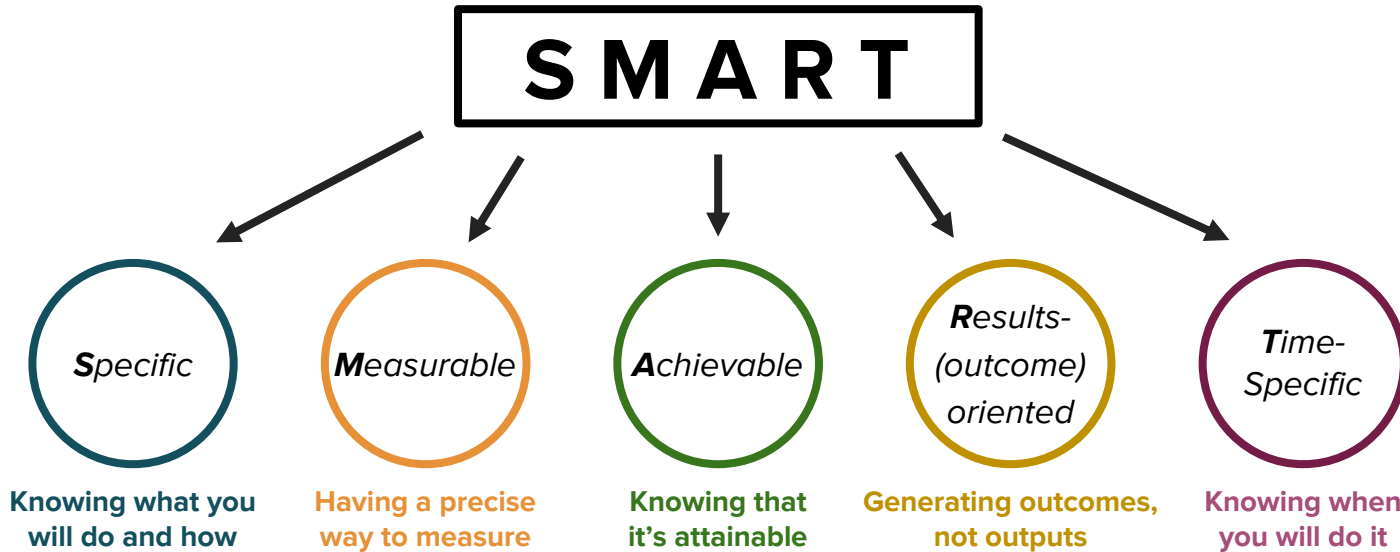 S M A R T
Specific
Measurable
Achievable
Results-
(outcome)
oriented
Time-
Specific
Knowing what you
will do and how
Having a precise
way to measure
Knowing that
it's attainable
Generating outcomes,
not outputs
Knowing when
you will do it